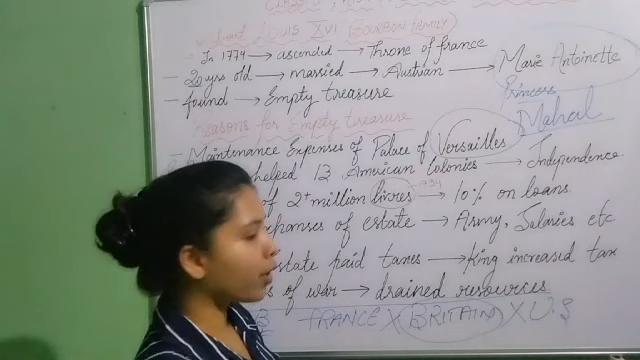 Louis XVI BOURBON FAMILY
In 1774 → ascended → Throne of france
— 20 yrs old → married → Austrian → Marie Antoinette
Princess
— found → Empty treasure
Mahal
Reasons for Empty treasure
Maintenance Expenses of Palace of Versailles
helped 13 American Colonies → Independence
of 2+ million livres → 10% on loans
of estate → Army, Salaries etc
state paid taxes → King increased tax
s of war → drained resources
FRANCE X BRITAIN X U.S